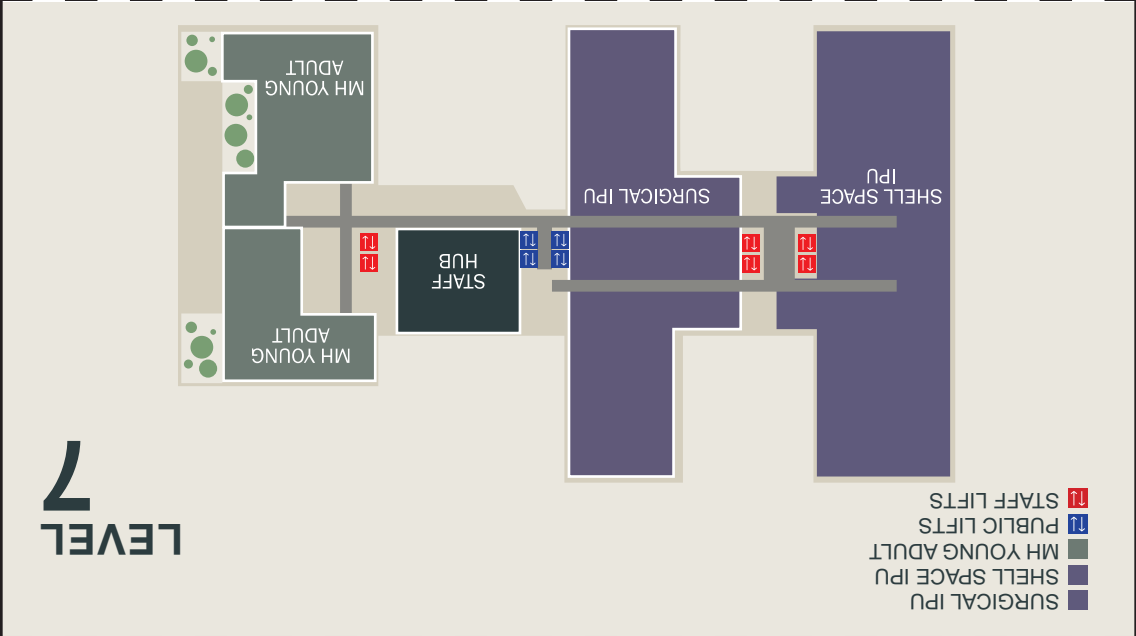 SURGICAL IPU
SHELL SPACE IPU
MH YOUNG ADULT
PUBLIC LIFTS
STAFF LIFTS
LEVEL
7
MH YOUNG
ADULT
STAFF
HUB
SURGICAL IPU
SHELL SPACE
IPU
MH YOUNG
ADULT